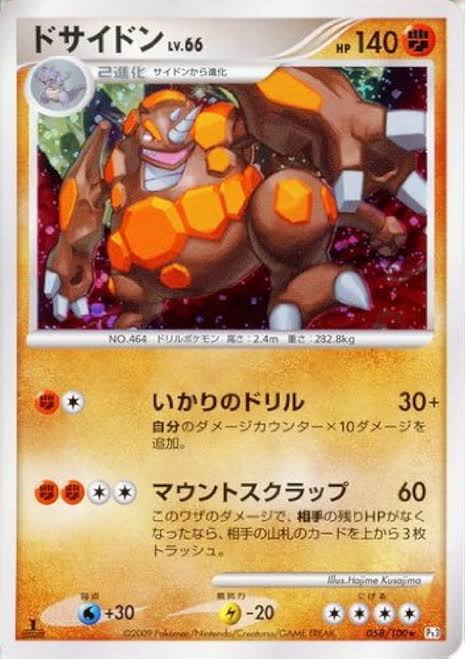 ドサイドン LV.66 HP 140
2進化 サイドンから進化
NO.464 ドリルポケモン 高さ:2.4m 重さ:282.8kg
いかりのドリル 30+
自分のダメージカウンター×10ダメージを
追加。
マウントスクラップ 60
このワザのダメージで、相手の残りHPがなく
なったなら、相手の山札のカードを上から3枚
トラッシュ。
Illus.Hajime Kusajima
弱点 抵抗力 にげる
+30 -20
1 ©2009 Pokémon/Nintendo/Creatures/GAME FREAK. 058/100★ Pt3